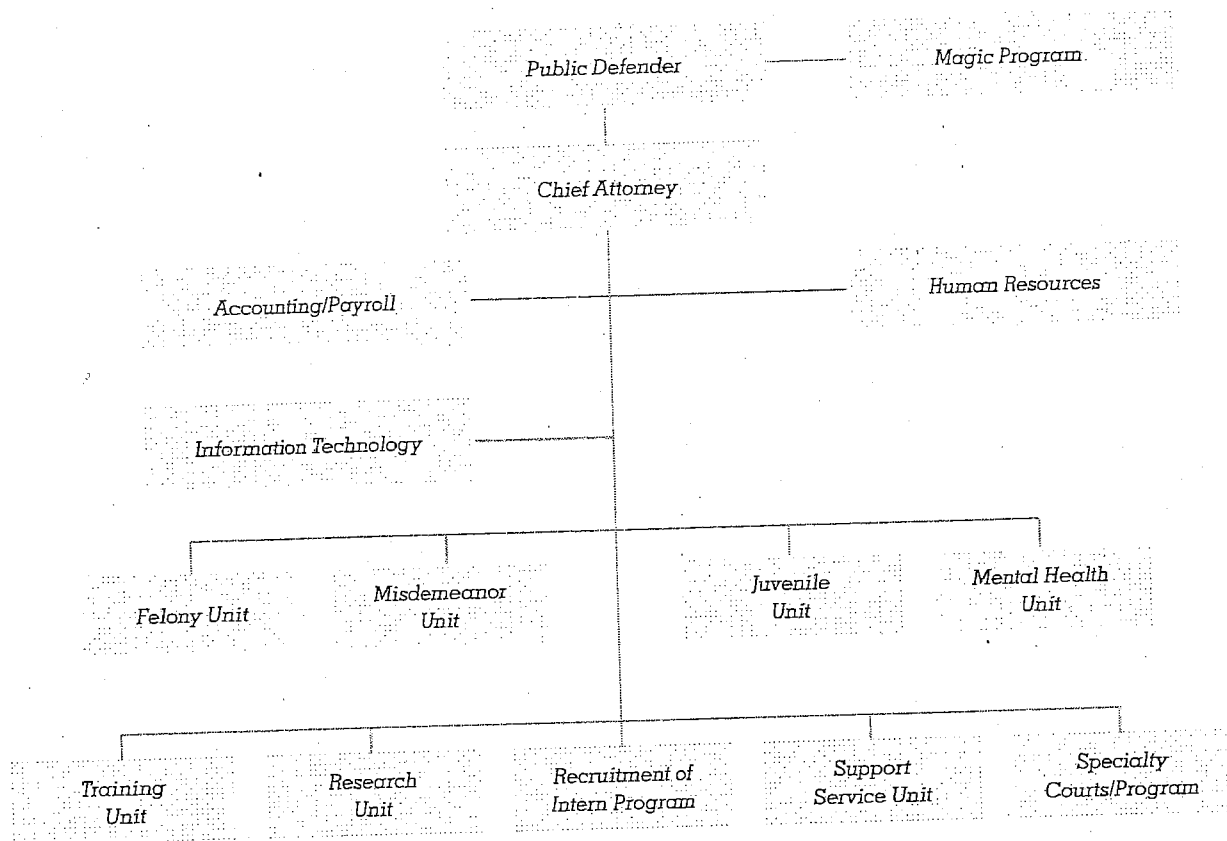 Public Defender
Magic Program
Chief Attorney
Accounting/Payroll
Human Resources
Information Technology
Felony Unit
Misdemeanor
Unit
Juvenile
Unit
Mental Health
Unit
Training
Unit
Research
Unit
Recruitment of
Intern Program
Support
Service Unit
Specialty
Courts/Program